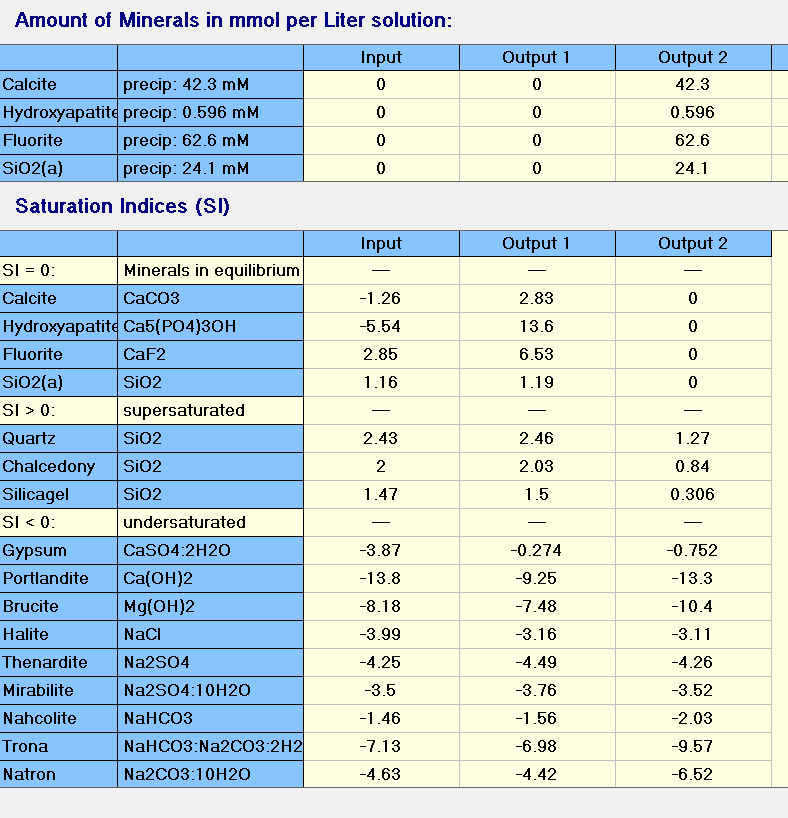 Amount of Minerals in mmol per Liter solution:
Input Output 1 Output 2
Calcite precip: 42.3 mM 0 0 42.3
Hydroxyapatite precip: 0.596 mM 0 0 0.596
Fluorite precip: 62.6 mM 0 0 62.6
SiO2(a) precip: 24.1 mM 0 0 24.1
Saturation Indices (SI)
Input Output 1 Output 2
SI = 0: Minerals in equilibrium — — —
Calcite CaCO3 -1.26 2.83 0
Hydroxyapatite Ca5(PO4)3OH -5.54 13.6 0
Fluorite CaF2 2.85 6.53 0
SiO2(a) SiO2 1.16 1.19 0
SI > 0: supersaturated — — —
Quartz SiO2 2.43 2.46 1.27
Chalcedony SiO2 2 2.03 0.84
Silicagel SiO2 1.47 1.5 0.306
SI < 0: undersaturated — — —
Gypsum CaSO4:2H2O -3.87 -0.274 -0.752
Portlandite Ca(OH)2 -13.8 -9.25 -13.3
Brucite Mg(OH)2 -8.18 -7.48 -10.4
Halite NaCl -3.99 -3.16 -3.11
Thenardite Na2SO4 -4.25 -4.49 -4.26
Mirabilite Na2SO4:10H2O -3.5 -3.76 -3.52
Nahcolite NaHCO3 -1.46 -1.56 -2.03
Trona NaHCO3:Na2CO3:2H2 -7.13 -6.98 -9.57
Natron Na2CO3:10H2O -4.63 -4.42 -6.52